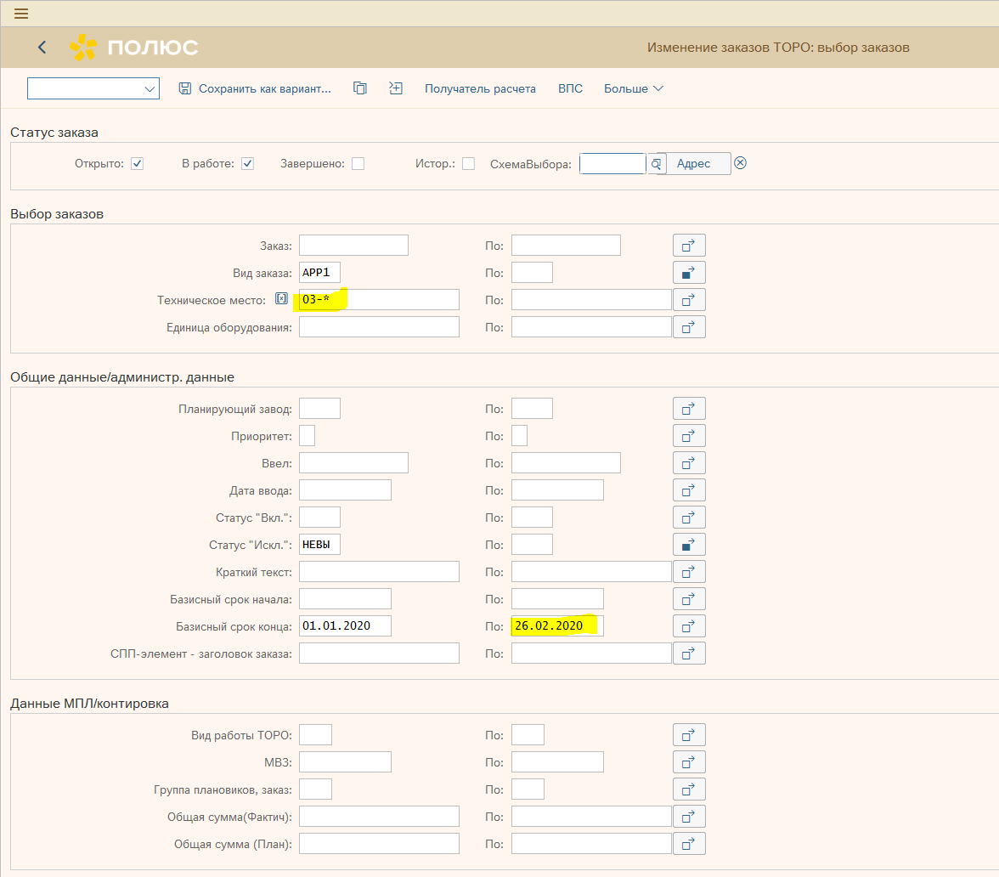 ПОЛЮС
Изменение заказов ТОРО: выбор заказов
Сохранить как вариант... Получатель расчета ВПС Больше
Статус заказа
Открыто: В работе: Завершено: Истор.: СхемаВыбора: Адрес
Выбор заказов
Заказ: По:
Вид заказа: APP1 По:
Техническое место: 03-* По:
Единица оборудования: По:
Общие данные/администр. данные
Планирующий завод: По:
Приоритет: По:
Ввел: По:
Дата ввода: По:
Статус "Вкл.": По:
Статус "Искл.": НЕВЫ По:
Краткий текст: По:
Базисный срок начала: По:
Базисный срок конца: 01.01.2020 По: 26.02.2020
СПП-элемент - заголовок заказа: По:
Данные МПЛ/контировка
Вид работы ТОРО: По:
МВЗ: По:
Группа плановиков, заказ: По:
Общая сумма(Фактич): По:
Общая сумма (План): По: